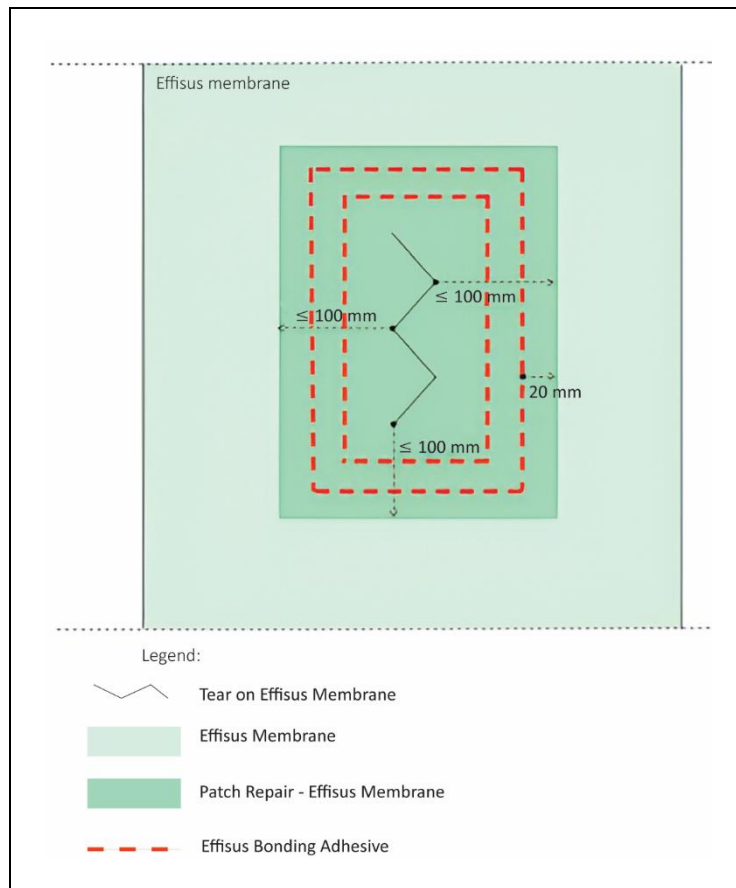 Effisus membrane
≤ 100 mm
≤ 100 mm
20 mm
≤ 100 mm
Legend:
Tear on Effisus Membrane
Effisus Membrane
Patch Repair - Effisus Membrane
Effisus Bonding Adhesive